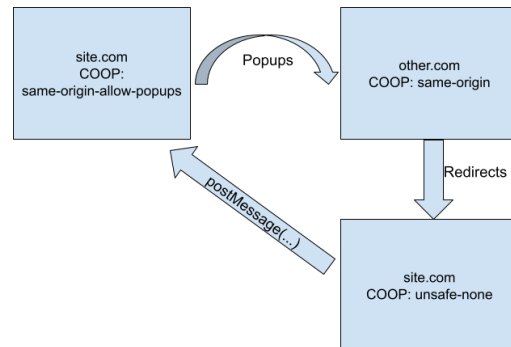 site.com
COOP:
same-origin-allow-popups
Popups
other.com
COOP: same-origin
Redirects
postMessage(...)
site.com
COOP: unsafe-none